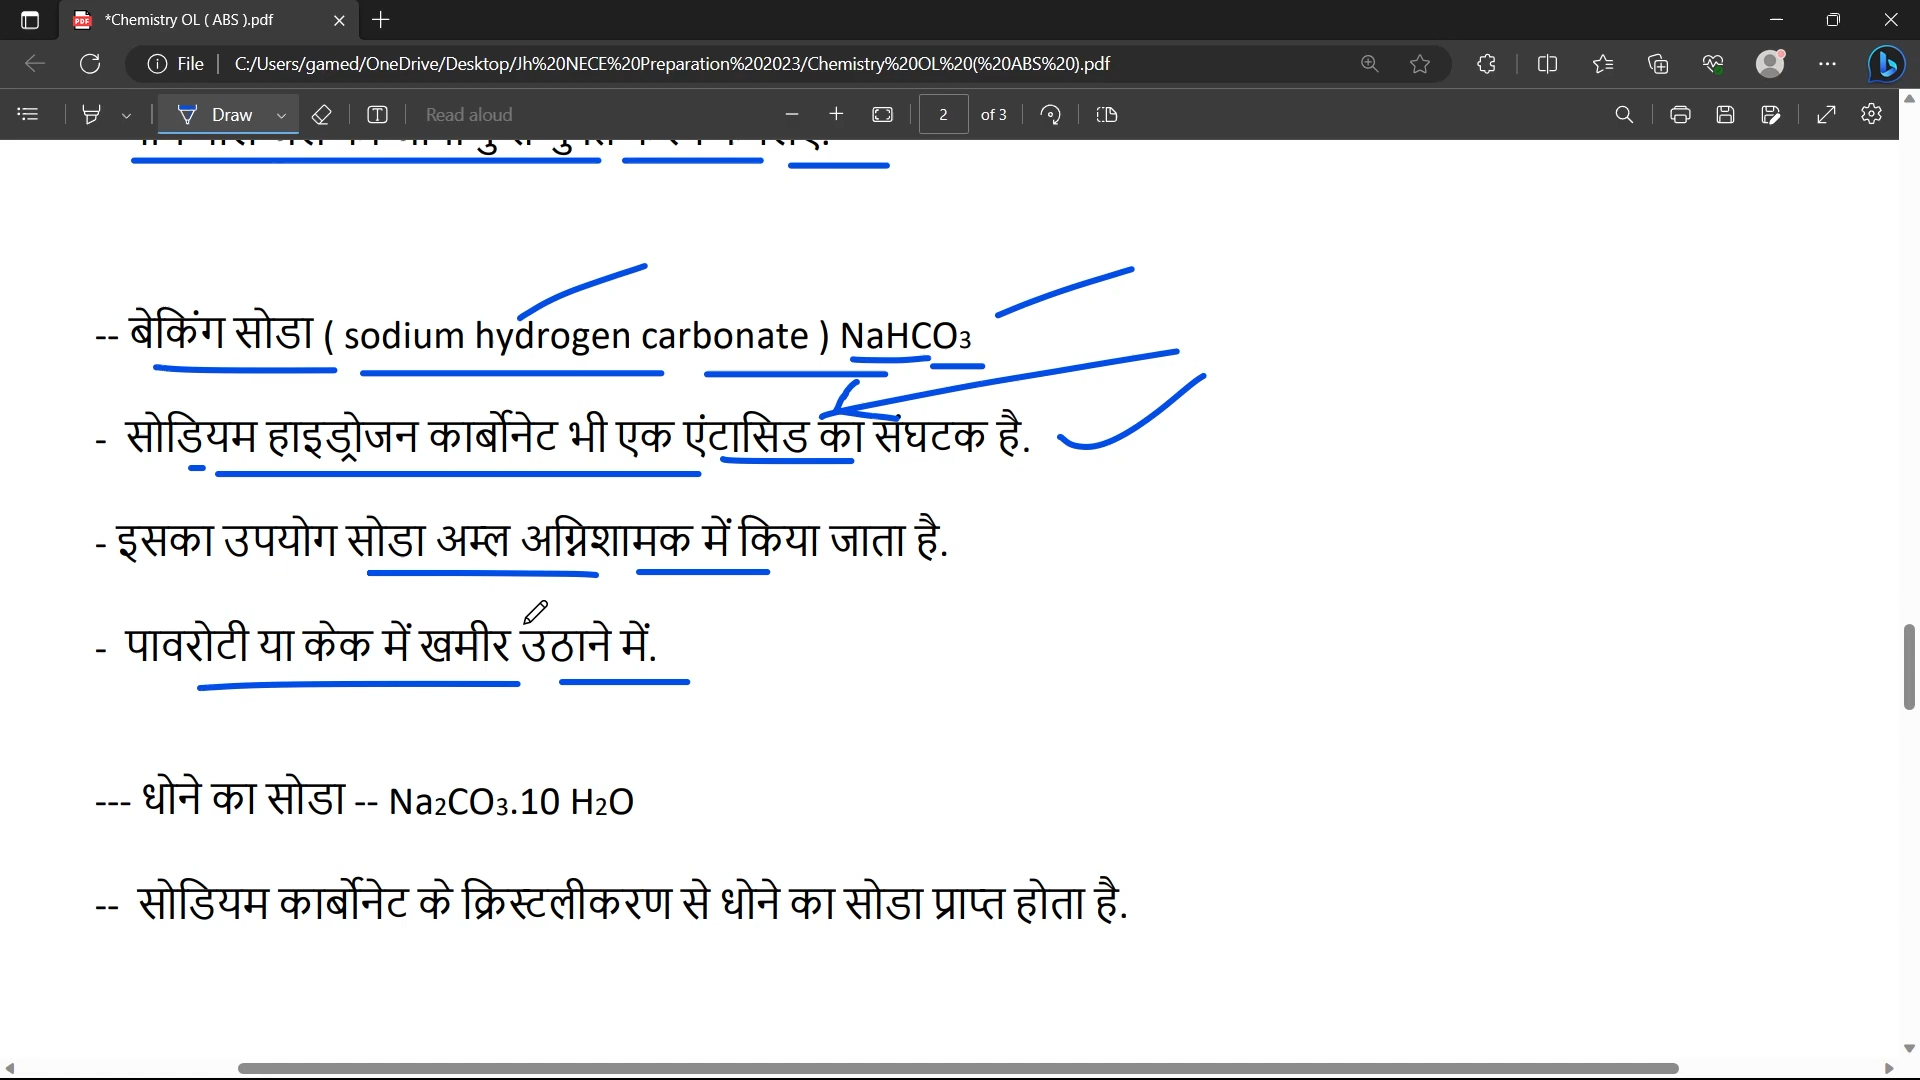 *Chemistry OL ( ABS ).pdf
File C:/Users/gamed/OneDrive/Desktop/Jh%20NECE%20Preparation%202023/Chemistry%20OL%20(%20ABS%20).pdf
Draw Read aloud 2 of 3
-- बेकिंग सोडा ( sodium hydrogen carbonate ) NaHCO₃
- सोडियम हाइड्रोजन कार्बोनेट भी एक एंटासिड का संघटक है.
- इसका उपयोग सोडा अम्ल अग्निशामक में किया जाता है.
- पावरोटी या केक में खमीर उठाने में.
--- धोने का सोडा -- Na₂CO₃.10 H₂O
-- सोडियम कार्बोनेट के क्रिस्टलीकरण से धोने का सोडा प्राप्त होता है.